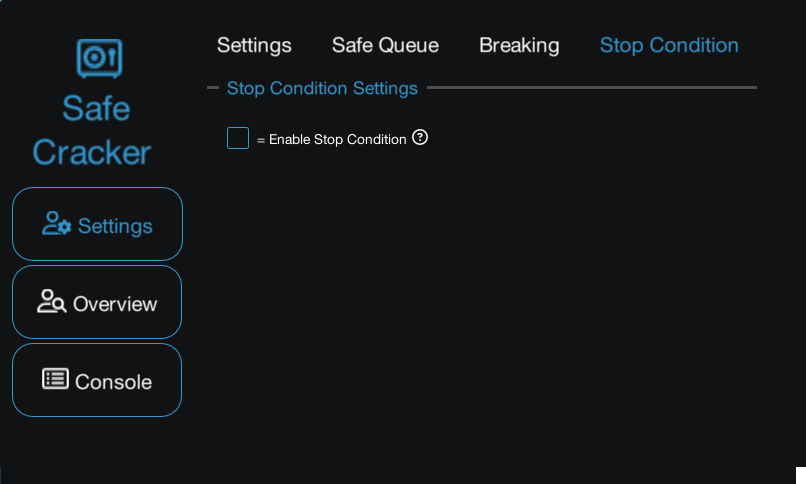 Safe
Cracker
Settings
Overview
Console
Settings Safe Queue Breaking Stop Condition
Stop Condition Settings
= Enable Stop Condition ?